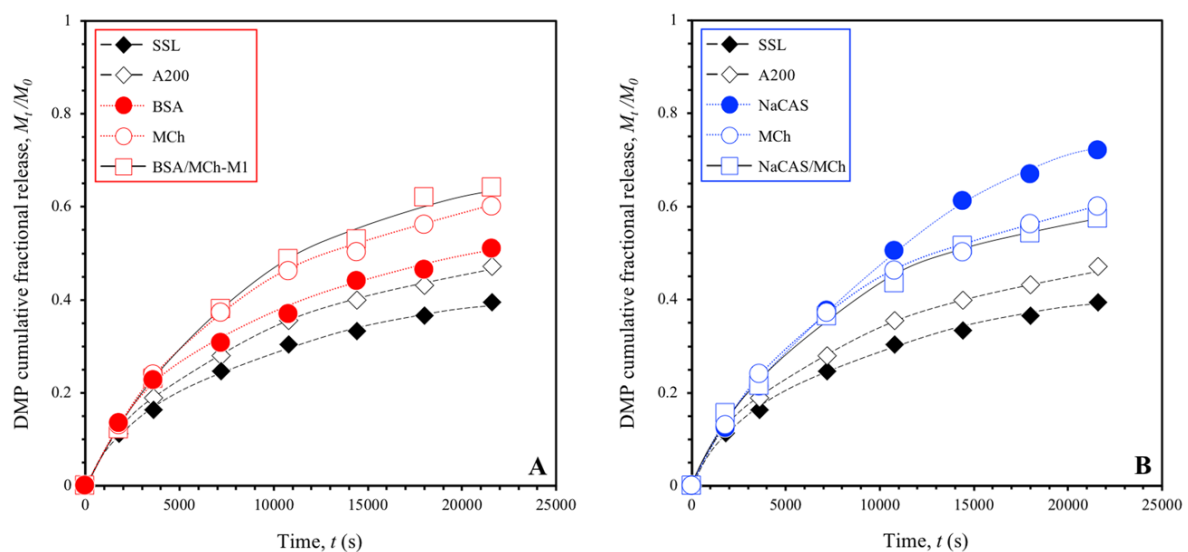 DMP cumulative fractional release, Mt/M0
1
0.8
0.6
0.4
0.2
0
SSL
A200
BSA
MCh
BSA/MCh-M1
A
0 5000 10000 15000 20000 25000
Time, t (s)
DMP cumulative fractional release, Mt/M0
1
0.8
0.6
0.4
0.2
0
SSL
A200
NaCAS
MCh
NaCAS/MCh
B
0 5000 10000 15000 20000 25000
Time, t (s)